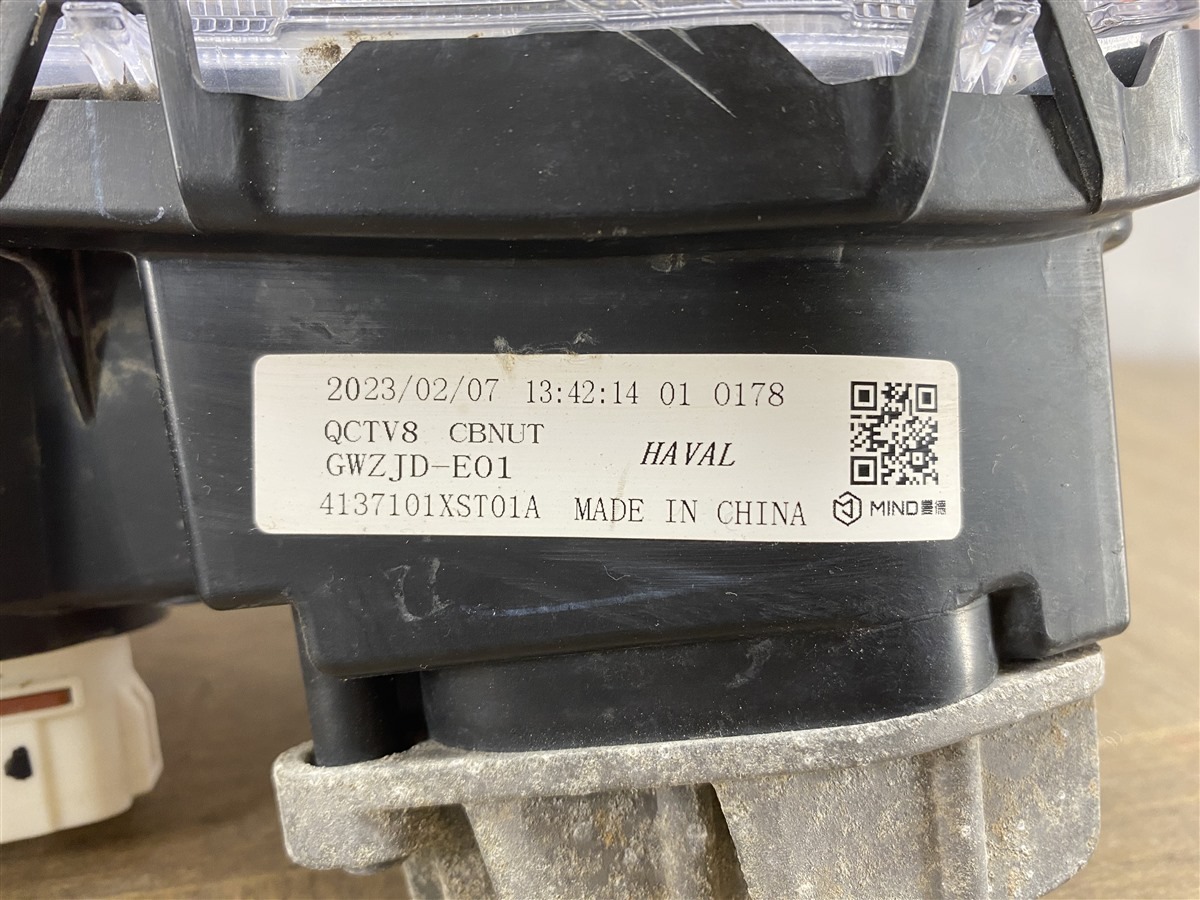 2023/02/07 13:42:14 01 0178
QCTV8 CBNUT
GWZJD-E01
HAVAL
4137101XST01A MADE IN CHINA
MIND曼德